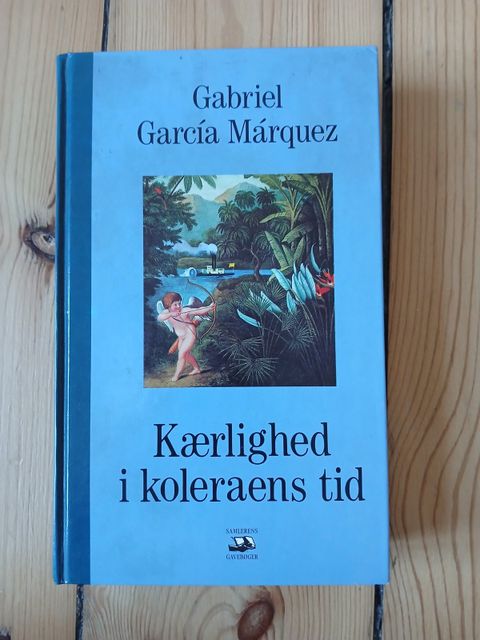 Gabriel
García Márquez
Kærlighed
i koleraens tid
SAMLERENS
GAVEBØGER